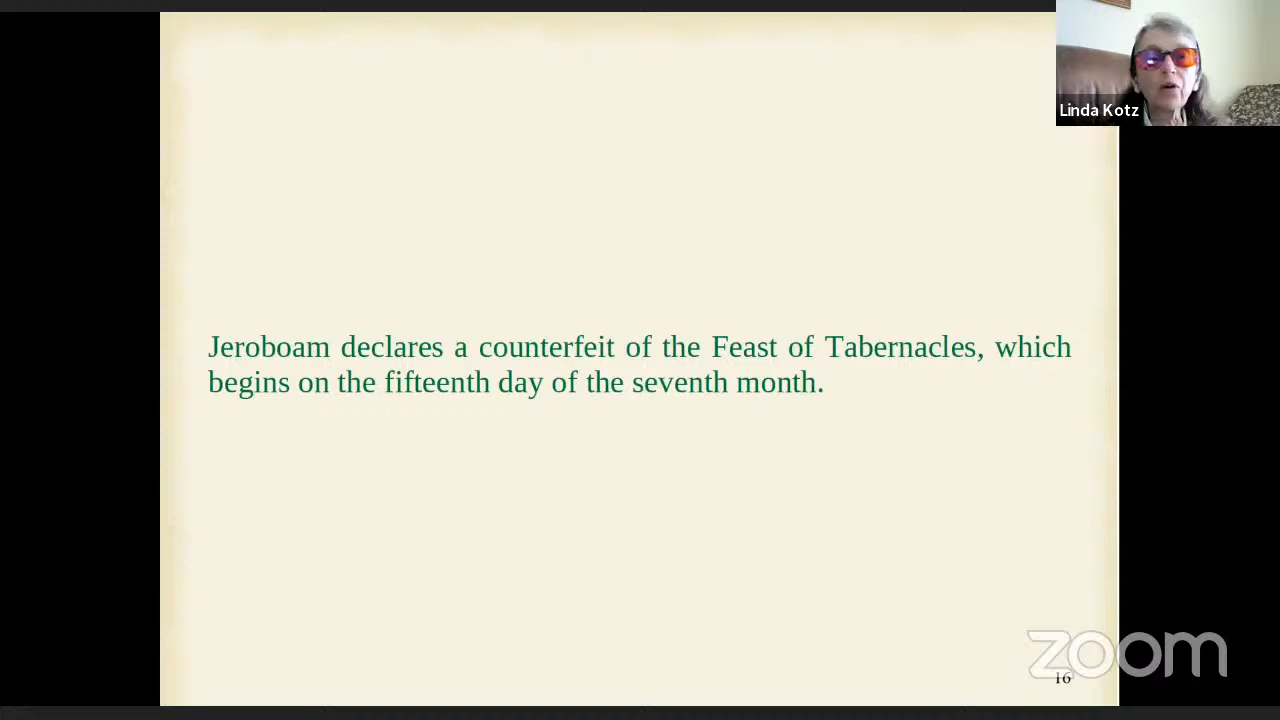 Linda Kotz
Jeroboam declares a counterfeit of the Feast of Tabernacles, which
begins on the fifteenth day of the seventh month.
zoom
16